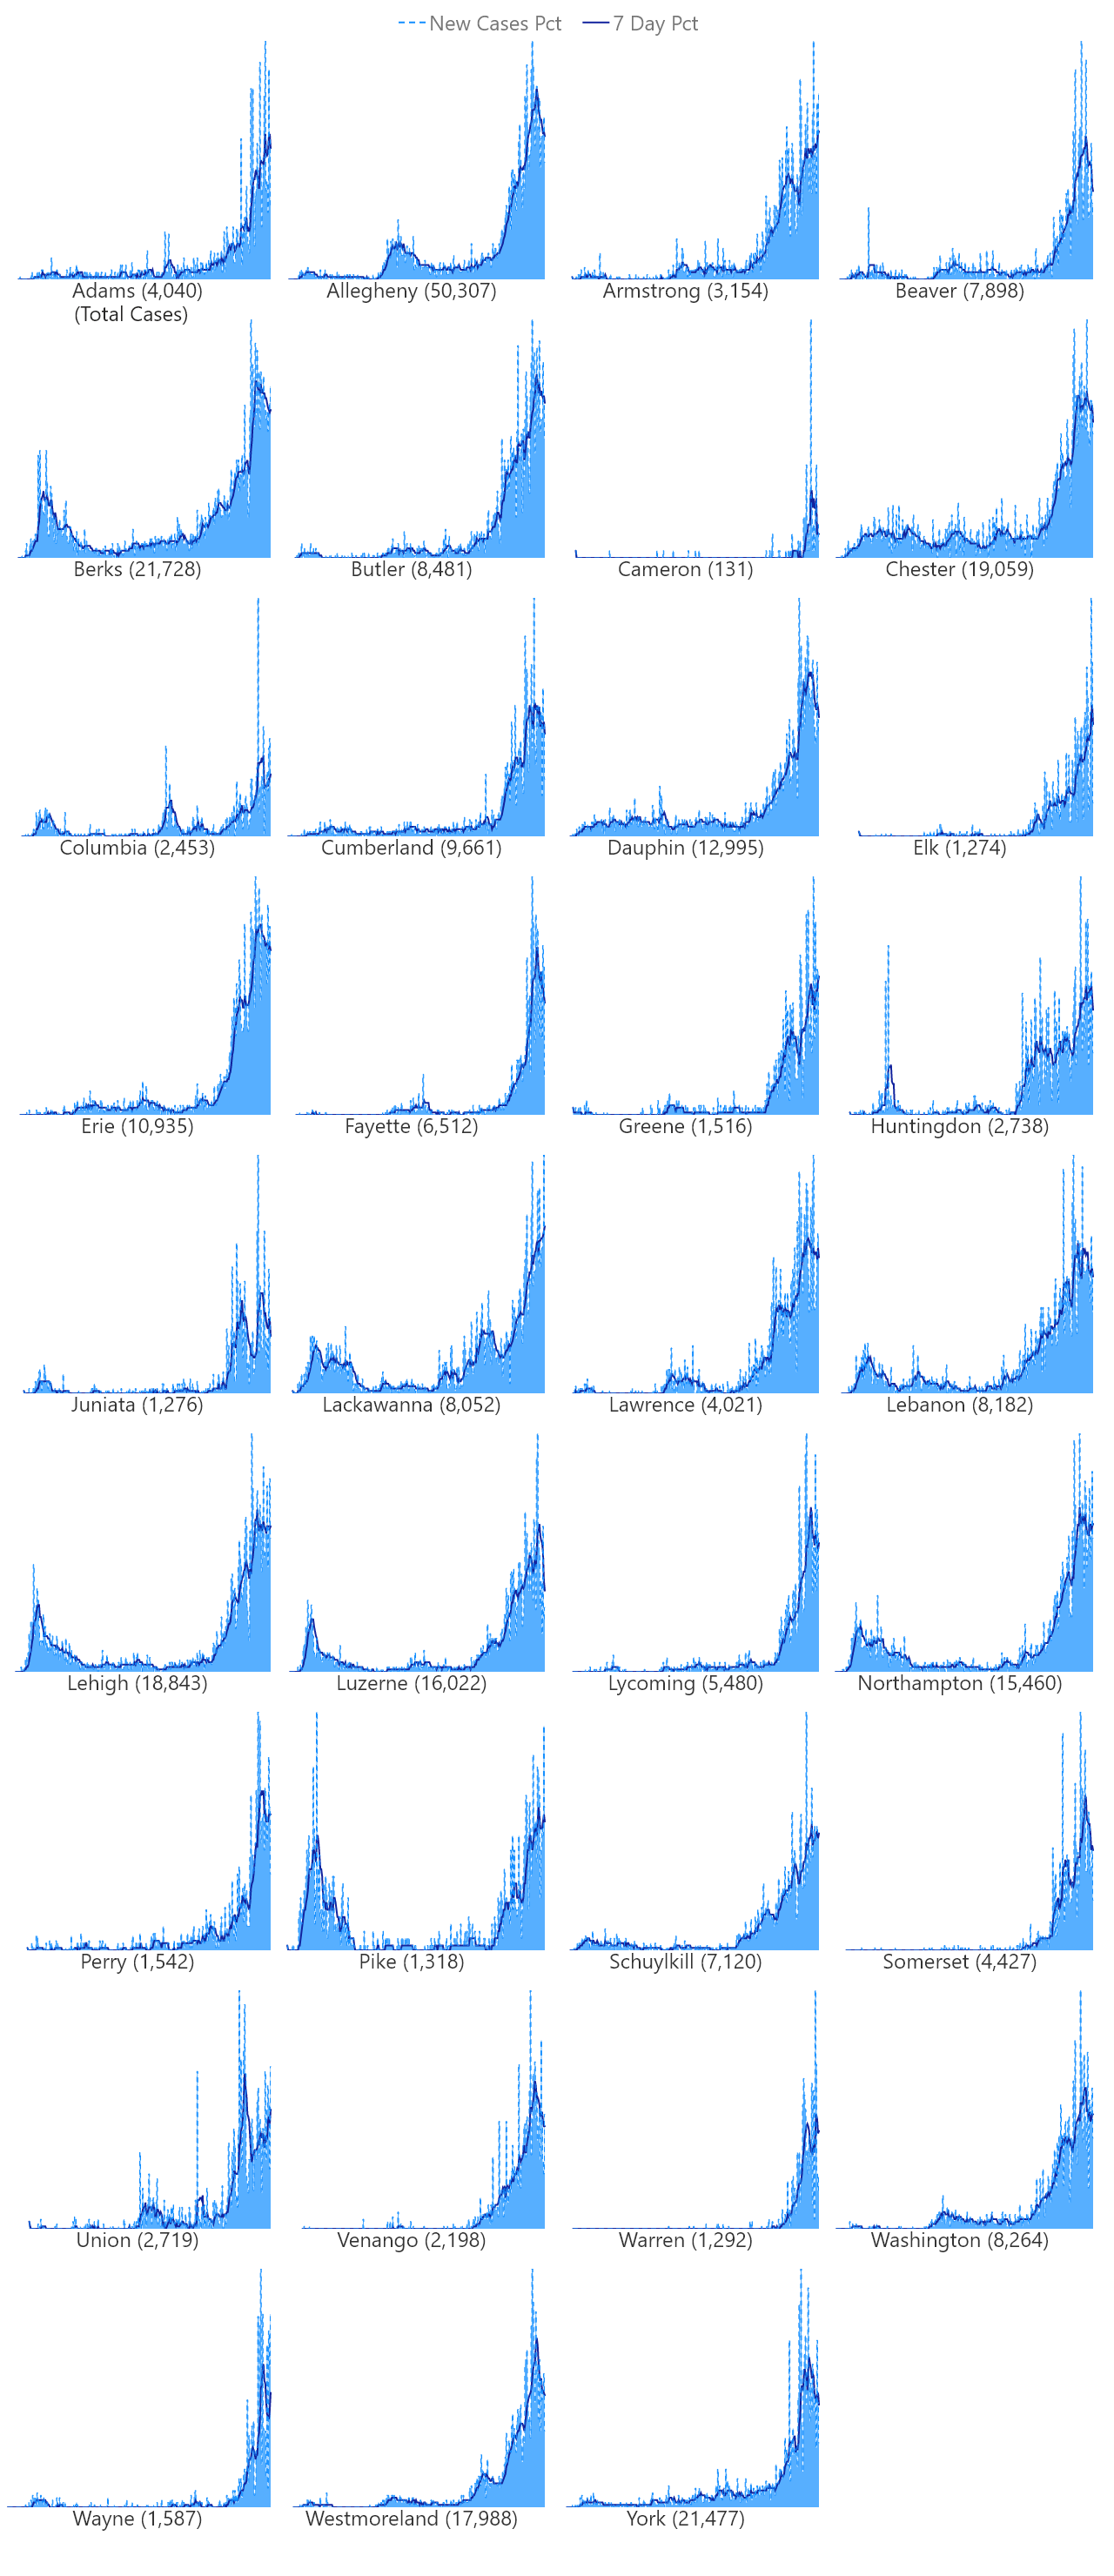 New Cases Pct 7 Day Pct
Adams (4,040) Allegheny (50,307) Armstrong (3,154) Beaver (7,898)
(Total Cases)
Berks (21,728) Butler (8,481) Cameron (131) Chester (19,059)
Columbia (2,453) Cumberland (9,661) Dauphin (12,995) Elk (1,274)
Erie (10,935) Fayette (6,512) Greene (1,516) Huntingdon (2,738)
Juniata (1,276) Lackawanna (8,052) Lawrence (4,021) Lebanon (8,182)
Lehigh (18,843) Luzerne (16,022) Lycoming (5,480) Northampton (15,460)
Perry (1,542) Pike (1,318) Schuylkill (7,120) Somerset (4,427)
Union (2,719) Venango (2,198) Warren (1,292) Washington (8,264)
Wayne (1,587) Westmoreland (17,988) York (21,477)